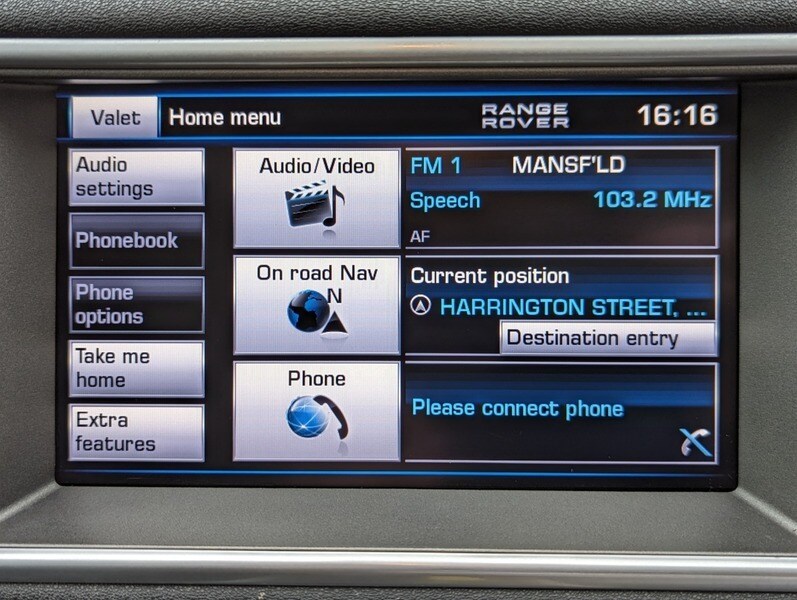 Valet
Home menu
RANGE
ROVER
16:16
Audio
settings
Phonebook
Phone
options
Take me
home
Extra
features
Audio/Video
On road Nav
N
Phone
FM 1
MANSF'LD
Speech
103.2 MHz
AF
Current position
HARRINGTON STREET, ...
Destination entry
Please connect phone